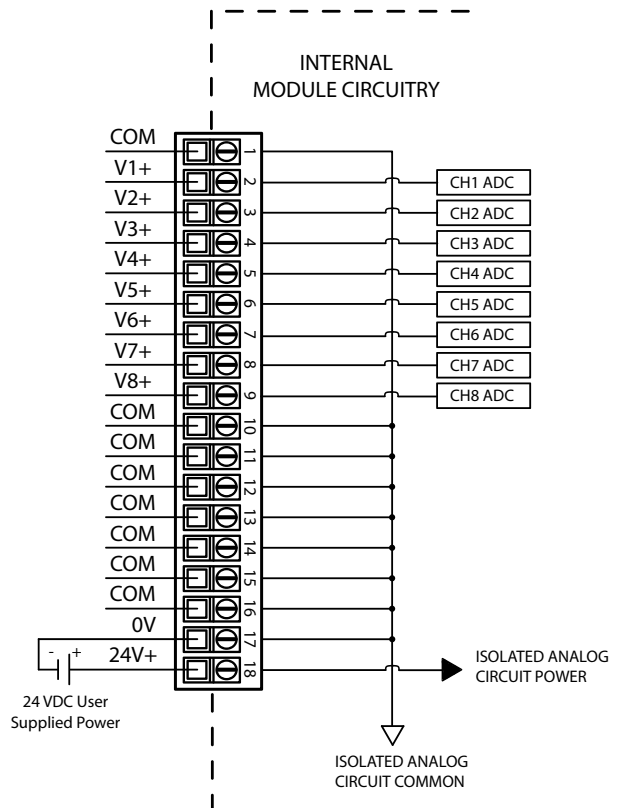 INTERNAL
MODULE CIRCUITRY
COM 1
V1+ 2 CH1 ADC
V2+ 3 CH2 ADC
V3+ 4 CH3 ADC
V4+ 5 CH4 ADC
V5+ 6 CH5 ADC
V6+ 7 CH6 ADC
V7+ 8 CH7 ADC
V8+ 9 CH8 ADC
COM 10
COM 11
COM 12
COM 13
COM 14
COM 15
COM 16
0V 17
- + 24V+ 18
ISOLATED ANALOG
CIRCUIT POWER
24 VDC User
Supplied Power
ISOLATED ANALOG
CIRCUIT COMMON